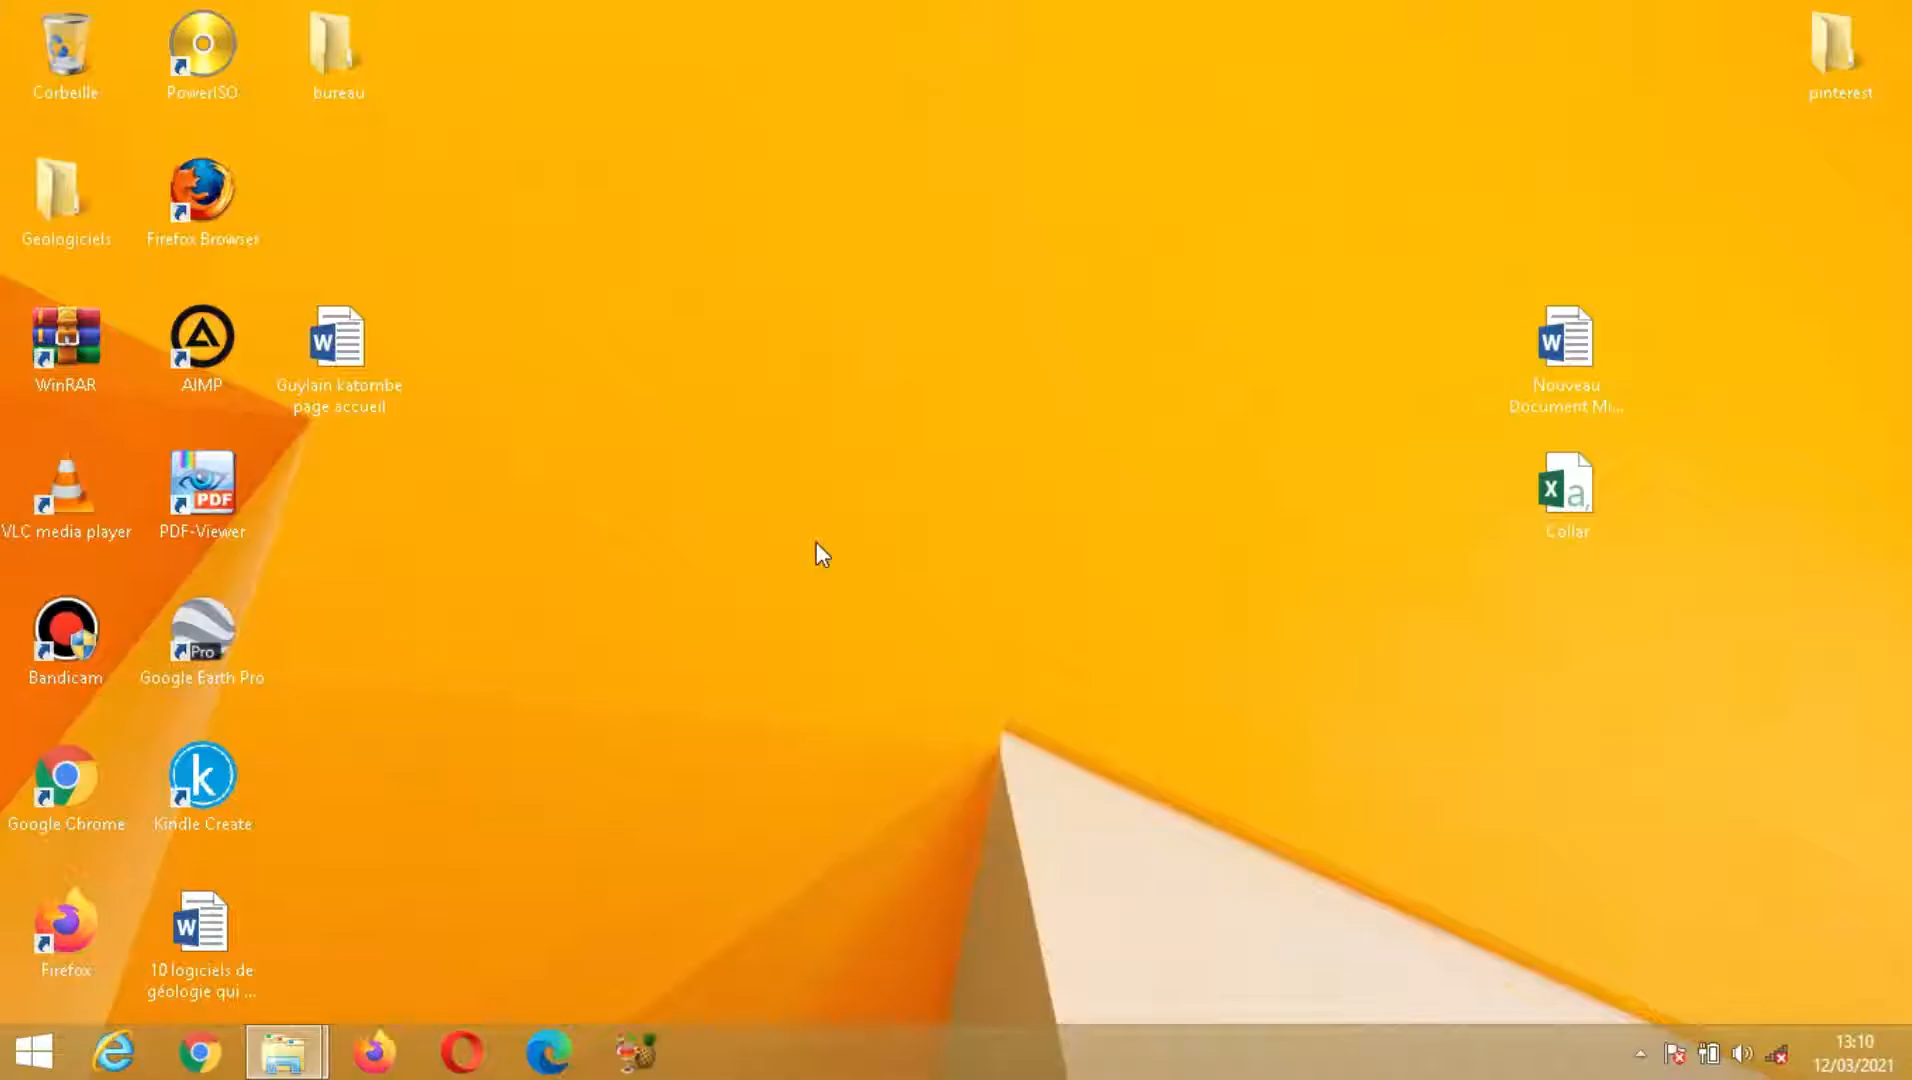 Corbeille
PowerISO
bureau
pinterest
Geologiciels
Firefox Browser
WinRAR
AIMP
Guylain katombe
page accueil
Nouveau
Document Mi...
VLC media player
PDF
PDF-Viewer
Collar
Bandicam
Pro
Google Earth Pro
Google Chrome
Kindle Create
Firefox
10 logiciels de
géologie qui ...
13:10
12/03/2021